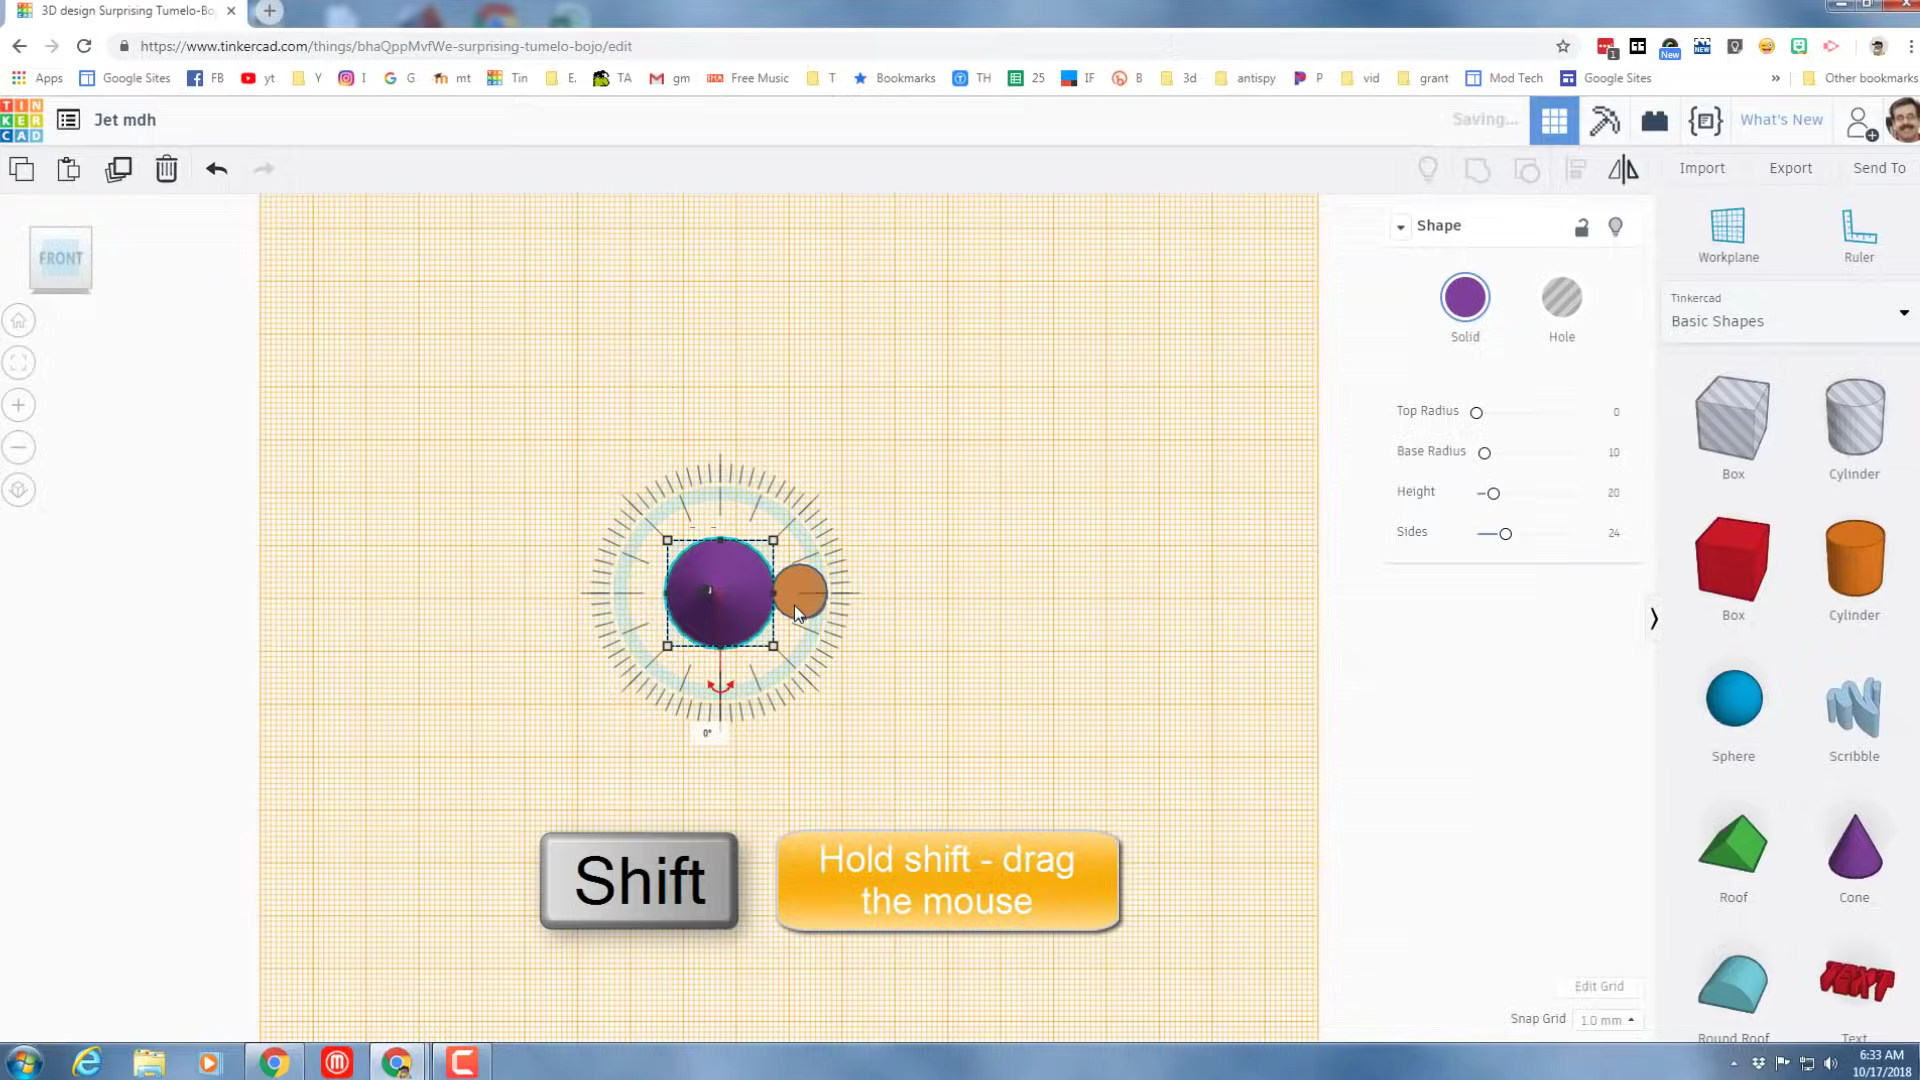 3D design Surprising Tumelo-Bo
https://www.tinkercad.com/things/bhaQppMvfWe-surprising-tumelo-bojo/edit
1
New
NEW
Apps
Google Sites
FB
yt
Y
I
G
mt
Tin
E.
TA
gm
IHA
Free Music
T
Bookmarks
TH
25
IF
B
3d
antispy
P
vid
grant
Mod Tech
Google Sites
»
Other bookmarks
TIN
KER
CAD
Jet mdh
Saving...
What's New
Import
Export
Send To
FRONT
Shape
Solid
Hole
Top Radius
0
Base Radius
10
Height
20
Sides
24
Workplane
Ruler
Tinkercad
Basic Shapes
Box
Cylinder
Box
Cylinder
Sphere
Scribble
Roof
Cone
TEXT
Round Roof
Text
0°
Shift
Hold shift - drag
the mouse
Edit Grid
Snap Grid
1.0 mm
6:33 AM
10/17/2018